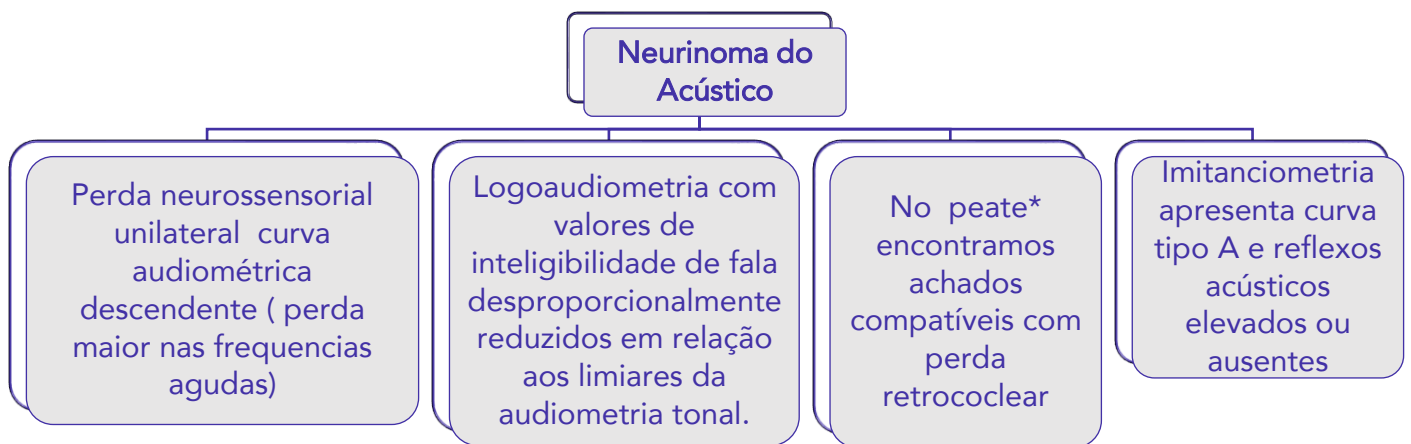 Neurinoma do
Acústico
Perda neurossensorial
unilateral curva
audiométrica
descendente ( perda
maior nas frequencias
agudas)
Logoaudiometria com
valores de
inteligibilidade de fala
desproporcionalmente
reduzidos em relação
aos limiares da
audiometria tonal.
No peate*
encontramos
achados
compatíveis com
perda
retrococlear
Imitanciometria
apresenta curva
tipo A e reflexos
acústicos
elevados ou
ausentes